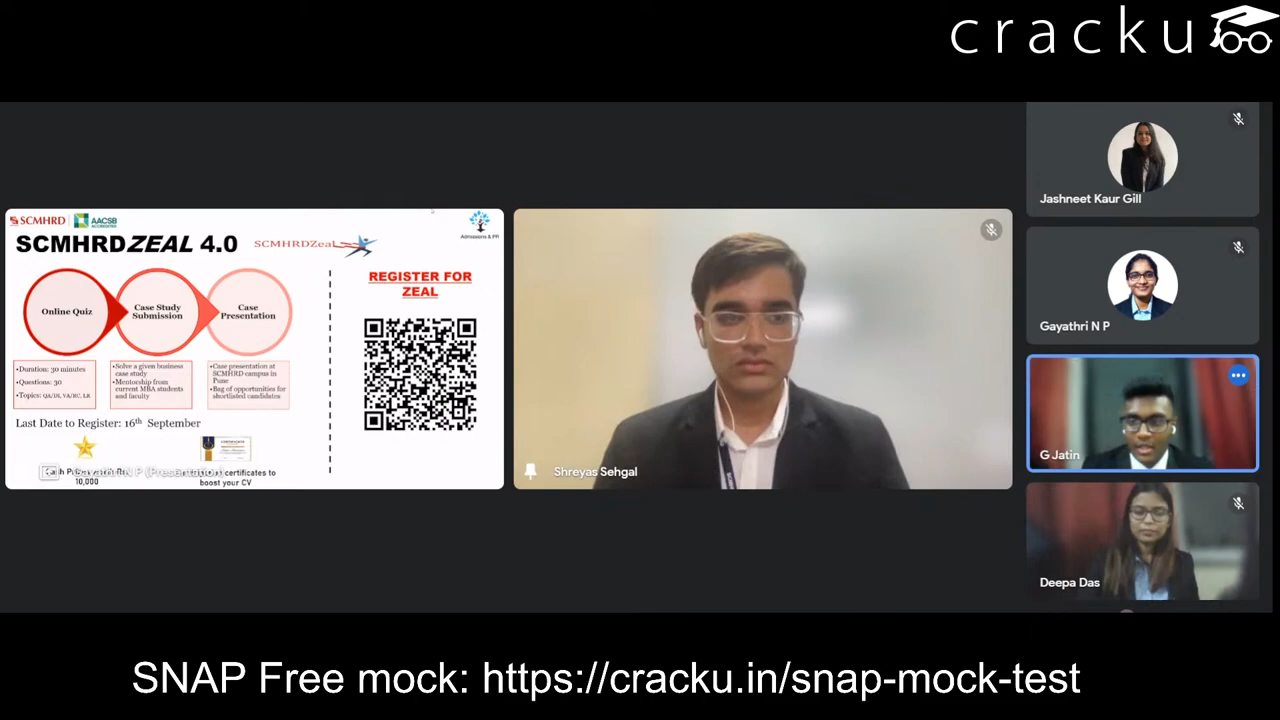 cracku
SCMHRD
AACSB
ACCREDITED
SCMHRDZEAL 4.0
SCMHRDZeal
Admissions & PR
Online Quiz
Case Study
Submission
Case
Presentation
•Duration: 30 minutes
•Questions: 30
•Topics: QA/DI, VA/RC, LR
•Solve a given business
case study
•Mentorship from
current MBA students
and faculty
•Case presentation at
SCMHRD campus in
Pune
•Bag of opportunities for
shortlisted candidates
Last Date to Register: 16th September
10,000
certificates to
boost your CV
REGISTER FOR
ZEAL
Gayathri N P (Presentation)
Shreyas Sehgal
Jashneet Kaur Gill
Gayathri N P
G Jatin
Deepa Das
SNAP Free mock: https://cracku.in/snap-mock-test